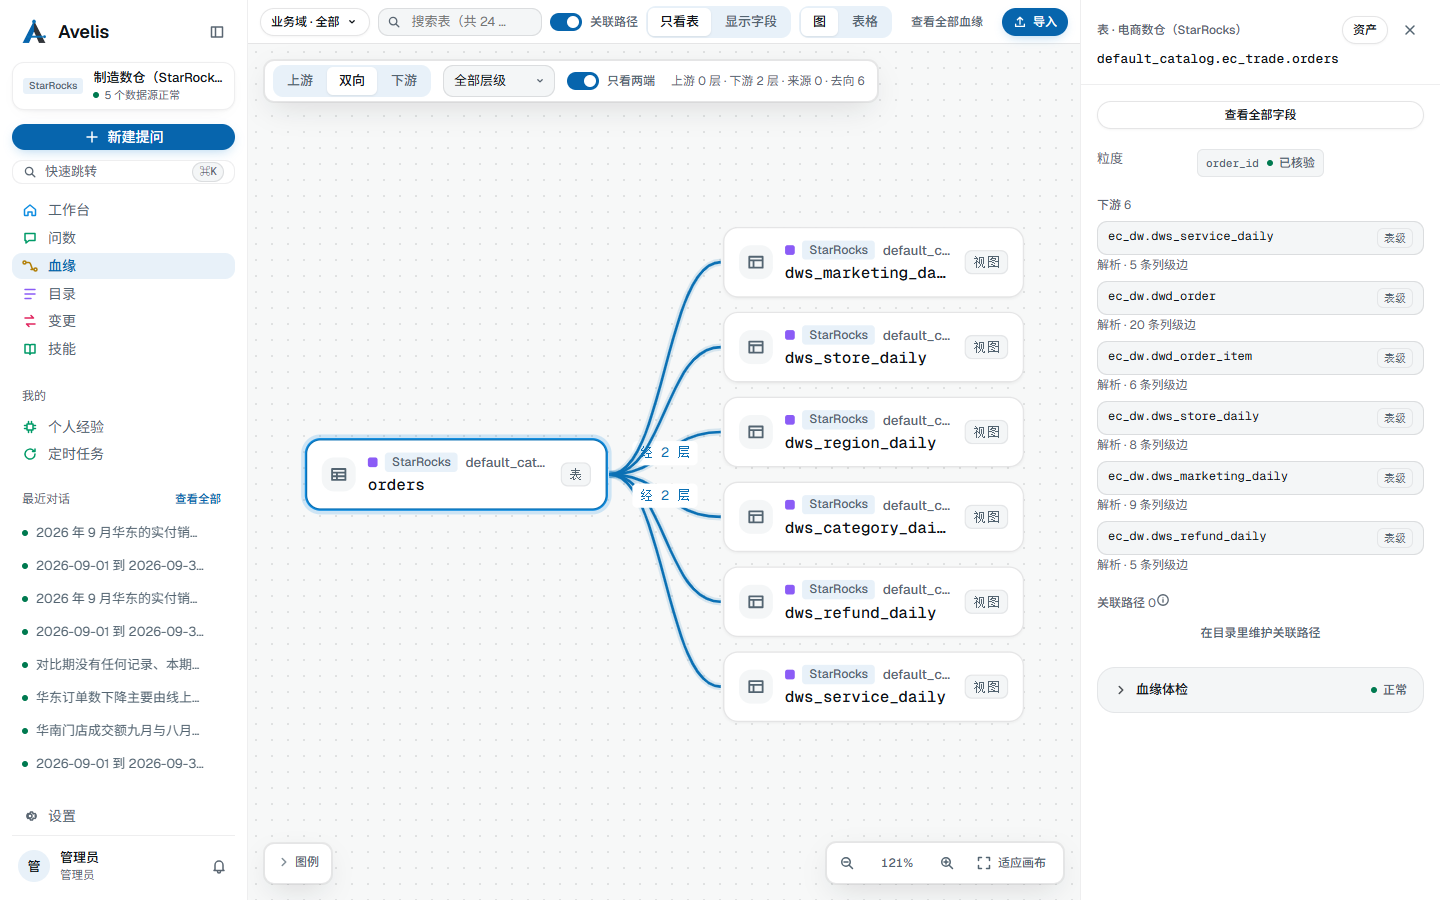 Avelis
StarRocks
制造数仓（StarRock...
5 个数据源正常
新建提问
快速跳转
⌘K
工作台
问数
血缘
目录
变更
技能
我的
个人经验
定时任务
最近对话
查看全部
2026 年 9 月华东的实付销...
2026-09-01 到 2026-09-3...
2026 年 9 月华东的实付销...
2026-09-01 到 2026-09-3...
对比期没有任何记录、本期...
华东订单数下降主要由线上...
华南门店成交额九月与八月...
2026-09-01 到 2026-09-3...
设置
管
管理员
管理员
业务域 · 全部
搜索表（共 24 ...
关联路径
只看表
显示字段
图
表格
查看全部血缘
导入
上游
双向
下游
全部层级
只看两端
上游 0 层 · 下游 2 层 · 来源 0 · 去向 6
StarRocks
default_cat...
orders
表
经 2 层
经 2 层
StarRocks
default_c...
dws_marketing_da...
视图
StarRocks
default_c...
dws_store_daily
视图
StarRocks
default_c...
dws_region_daily
视图
StarRocks
default_c...
dws_category_dai...
视图
StarRocks
default_c...
dws_refund_daily
视图
StarRocks
default_c...
dws_service_daily
视图
图例
121%
适应画布
表 · 电商数仓（StarRocks）
资产
default_catalog.ec_trade.orders
查看全部字段
粒度
order_id
已核验
下游 6
ec_dw.dws_service_daily
表级
解析 · 5 条列级边
ec_dw.dwd_order
表级
解析 · 20 条列级边
ec_dw.dwd_order_item
表级
解析 · 6 条列级边
ec_dw.dws_store_daily
表级
解析 · 8 条列级边
ec_dw.dws_marketing_daily
表级
解析 · 9 条列级边
ec_dw.dws_refund_daily
表级
解析 · 5 条列级边
关联路径 0
在目录里维护关联路径
血缘体检
正常